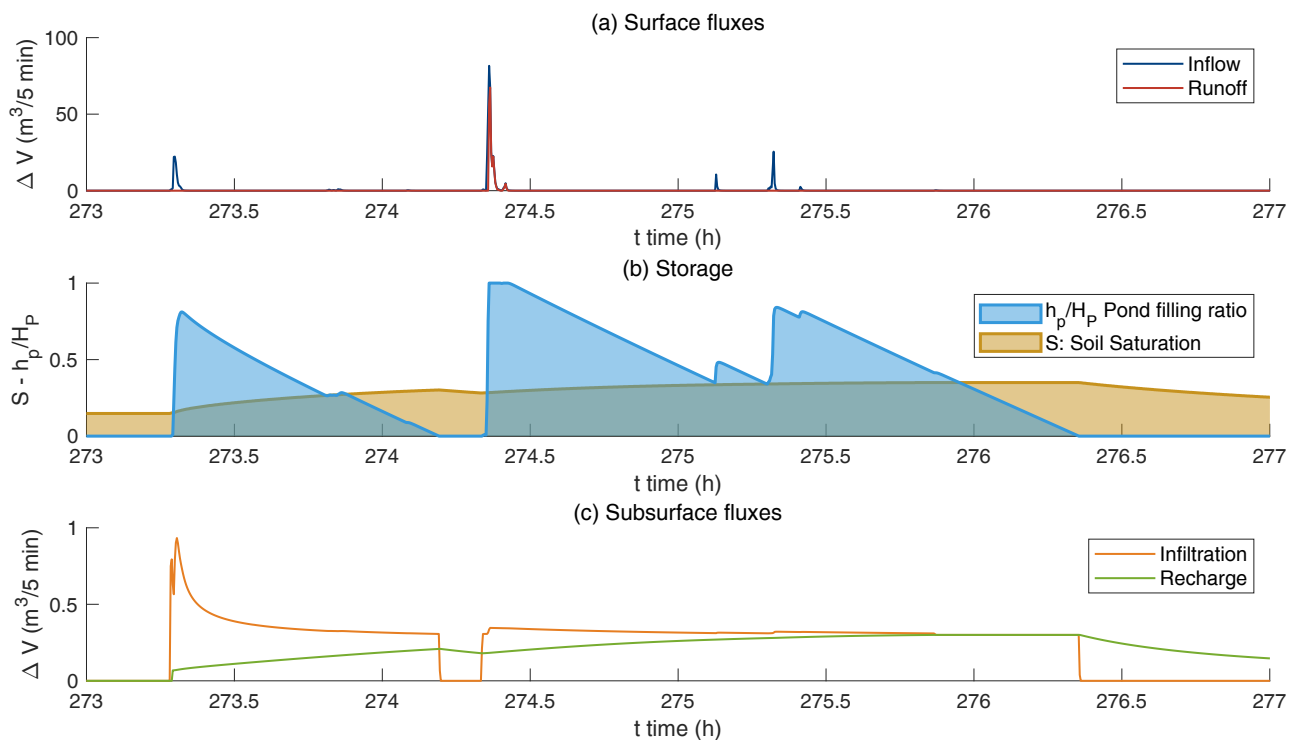 (a) Surface fluxes
Δ V (m³/5 min)
100
50
0
Inflow
Runoff
273 273.5 274 274.5 275 275.5 276 276.5 277
t time (h)
(b) Storage
S - h_p/H_P
1
0.5
0
h_p/H_P Pond filling ratio
S: Soil Saturation
273 273.5 274 274.5 275 275.5 276 276.5 277
t time (h)
(c) Subsurface fluxes
Δ V (m³/5 min)
1
0.5
0
Infiltration
Recharge
273 273.5 274 274.5 275 275.5 276 276.5 277
t time (h)